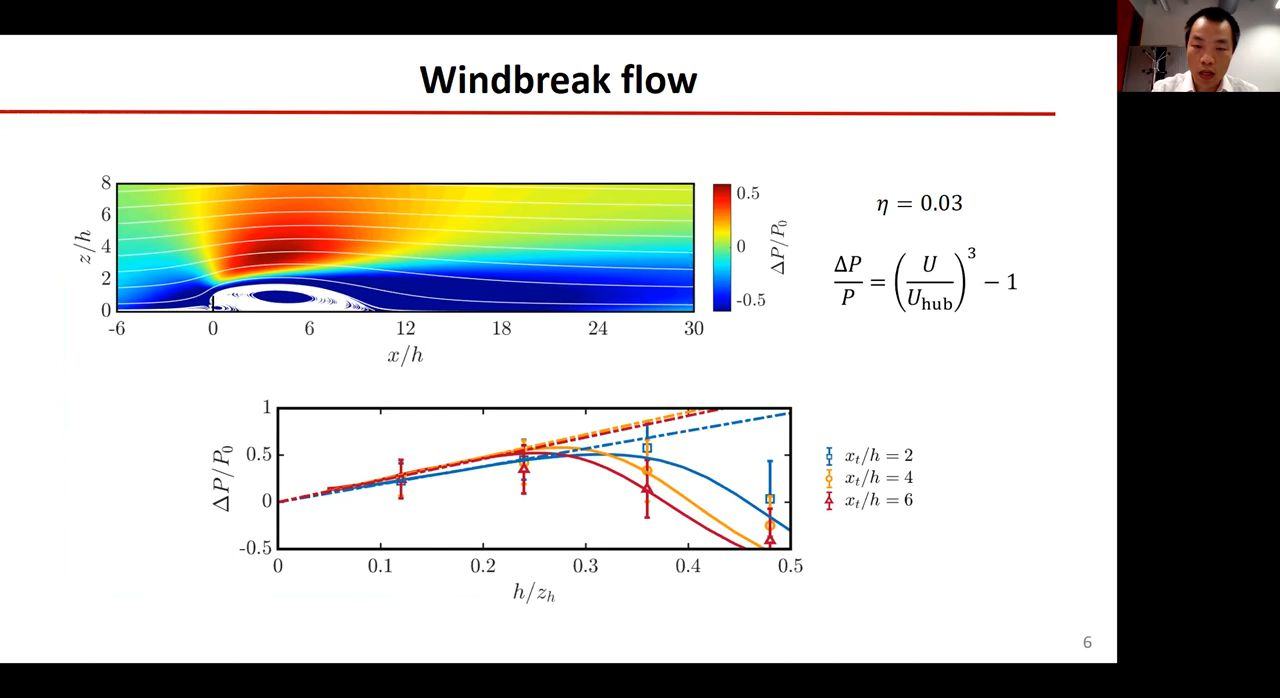 Windbreak flow
8
6
4
2
0
z/h
-6 0 6 12 18 24 30
x/h
0.5
0
-0.5
ΔP/P₀
η = 0.03
ΔP/P = (U/U_hub)³ − 1
1
0.5
0
-0.5
ΔP/P₀
0 0.1 0.2 0.3 0.4 0.5
h/z_h
x_t/h = 2
x_t/h = 4
x_t/h = 6
6